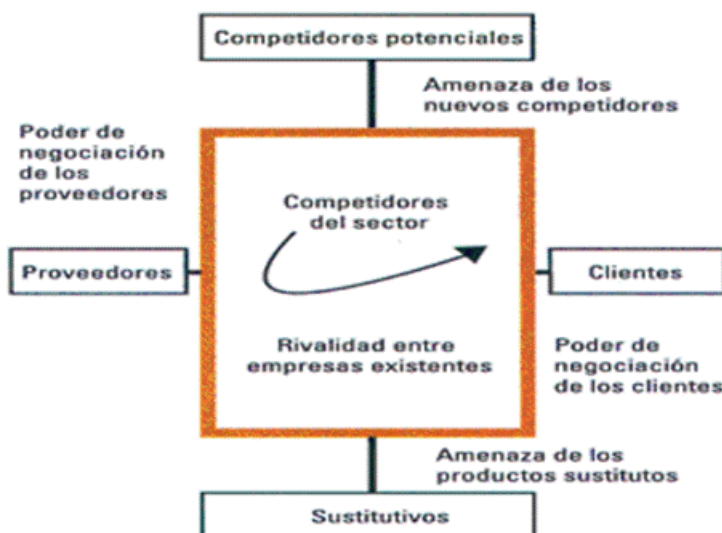 Competidores potenciales
Amenaza de los
nuevos competidores
Poder de
negociación
de los
proveedores
Competidores
del sector
Proveedores
Clientes
Rivalidad entre
empresas existentes
Poder de
negociación
de los clientes
Amenaza de los
productos sustitutos
Sustitutivos